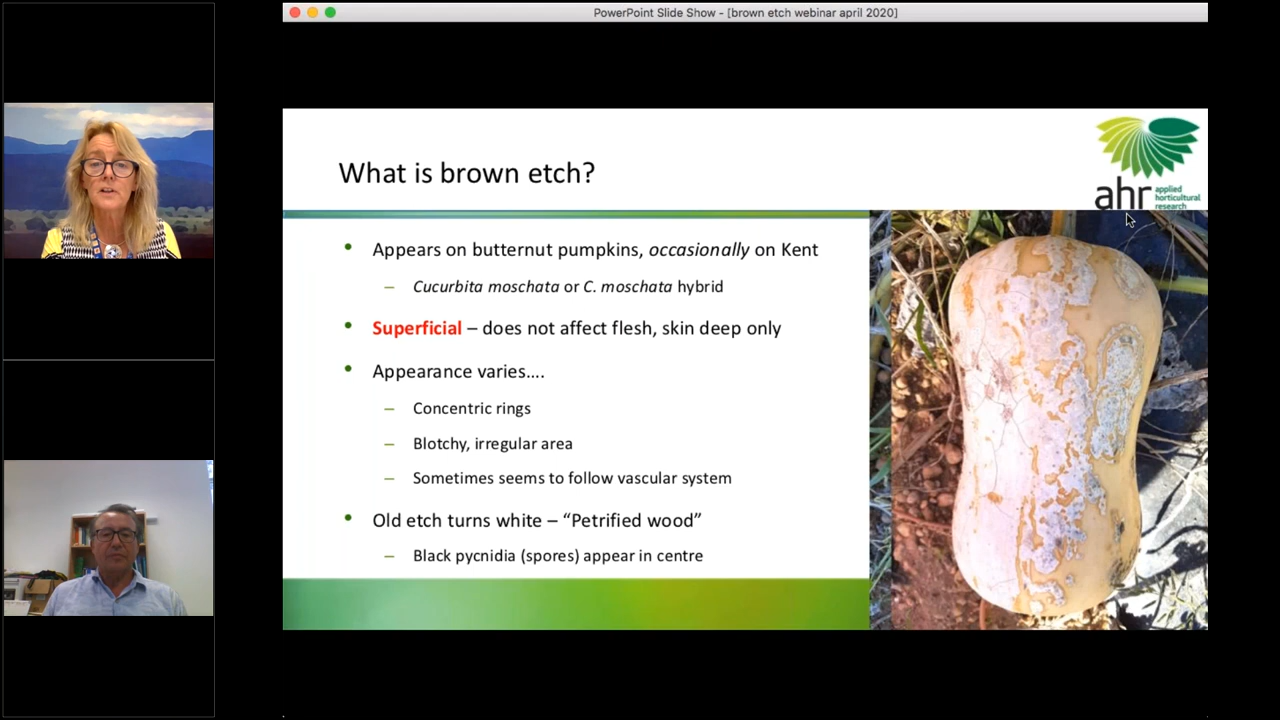 PowerPoint Slide Show - [brown etch webinar april 2020]
What is brown etch?
ahr applied
horticultural
research
• Appears on butternut pumpkins, occasionally on Kent
– Cucurbita moschata or C. moschata hybrid
• Superficial – does not affect flesh, skin deep only
• Appearance varies....
– Concentric rings
– Blotchy, irregular area
– Sometimes seems to follow vascular system
• Old etch turns white – “Petrified wood”
– Black pycnidia (spores) appear in centre